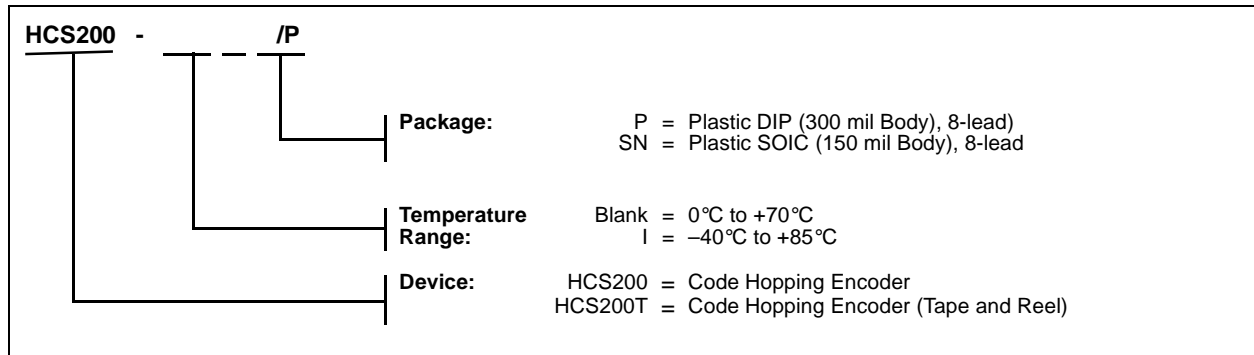 HCS200 - /P
Package: P = Plastic DIP (300 mil Body), 8-lead)
SN = Plastic SOIC (150 mil Body), 8-lead
Temperature Blank = 0°C to +70°C
Range: I = –40°C to +85°C
Device: HCS200 = Code Hopping Encoder
HCS200T = Code Hopping Encoder (Tape and Reel)